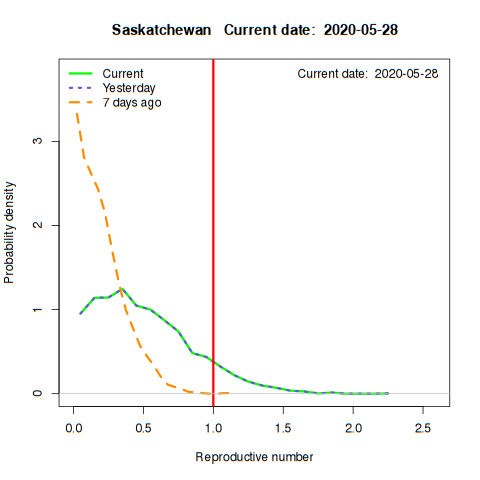 Saskatchewan Current date: 2020-05-28
Current date: 2020-05-28
Current
Yesterday
7 days ago
Probability density
3
2
1
0
0.0 0.5 1.0 1.5 2.0 2.5
Reproductive number